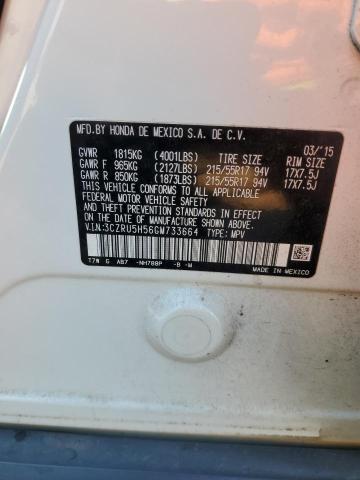 MFD.BY HONDA DE MEXICO S.A. DE C.V. 03/'15
GVWR 1815KG (4001LBS) TIRE SIZE RIM SIZE
GAWR F 965KG (2127LBS) 215/55R17 94V 17X7.5J
GAWR R 850KG (1873LBS) 215/55R17 94V 17X7.5J
THIS VEHICLE CONFORMS TO ALL APPLICABLE
FEDERAL MOTOR VEHICLE SAFETY AND THEFT PREVENTION
STANDARDS IN EFFECT ON THE DATE OF MANUFACTURE SHOWN ABOVE.
V.I.N:3CZRU5H56GM733664 TYPE: MPV
T7W G AB7 -NH788P -B -M MADE IN MEXICO